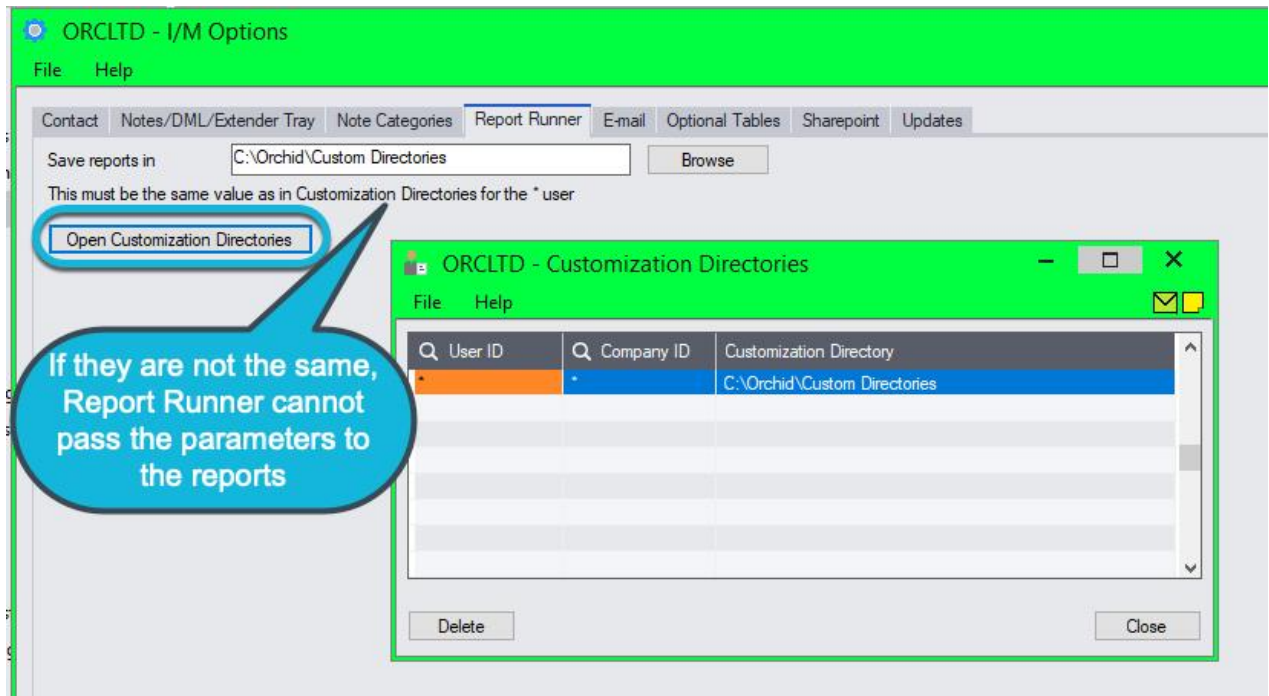 ORCLTD - I/M Options
File Help
Contact Notes/DML/Extender Tray Note Categories Report Runner E-mail Optional Tables Sharepoint Updates
Save reports in C:\Orchid\Custom Directories Browse
This must be the same value as in Customization Directories for the * user
Open Customization Directories
If they are not the same,
Report Runner cannot
pass the parameters to
the reports
ORCLTD - Customization Directories
File Help
User ID Company ID Customization Directory
* * C:\Orchid\Custom Directories
Delete Close